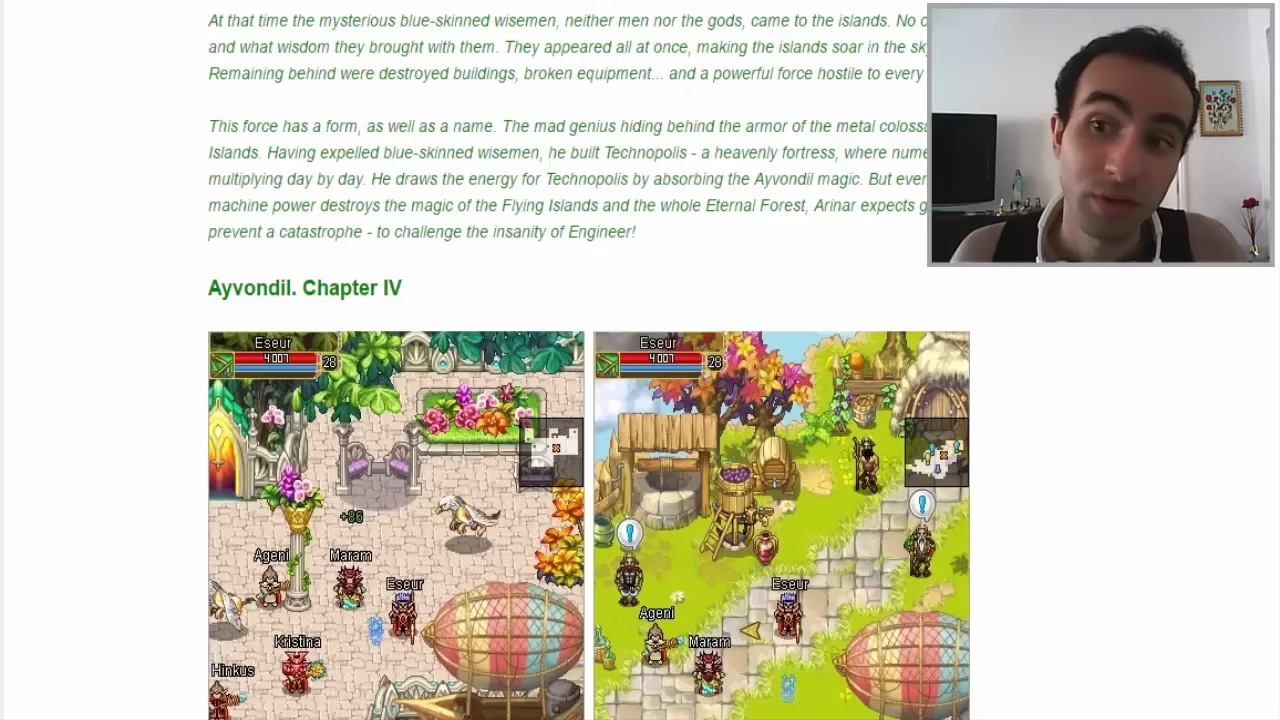 At that time the mysterious blue-skinned wisemen, neither men nor the gods, came to the islands. No
and what wisdom they brought with them. They appeared all at once, making the islands soar in the
Remaining behind were destroyed buildings, broken equipment... and a powerful force hostile to every
This force has a form, as well as a name. The mad genius hiding behind the armor of the metal
Islands. Having expelled blue-skinned wisemen, he built Technopolis - a heavenly fortress, where
multiplying day by day. He draws the energy for Technopolis by absorbing the Ayvondil magic. But
machine power destroys the magic of the Flying Islands and the whole Eternal Forest, Arinar expects
prevent a catastrophe - to challenge the insanity of Engineer!
Ayvondil. Chapter IV
Eseur
4007
28
+86
Ageni
Maram
Eseur
Kristina
Hinkus
Eseur
4007
28
Eseur
Ageni
Maram